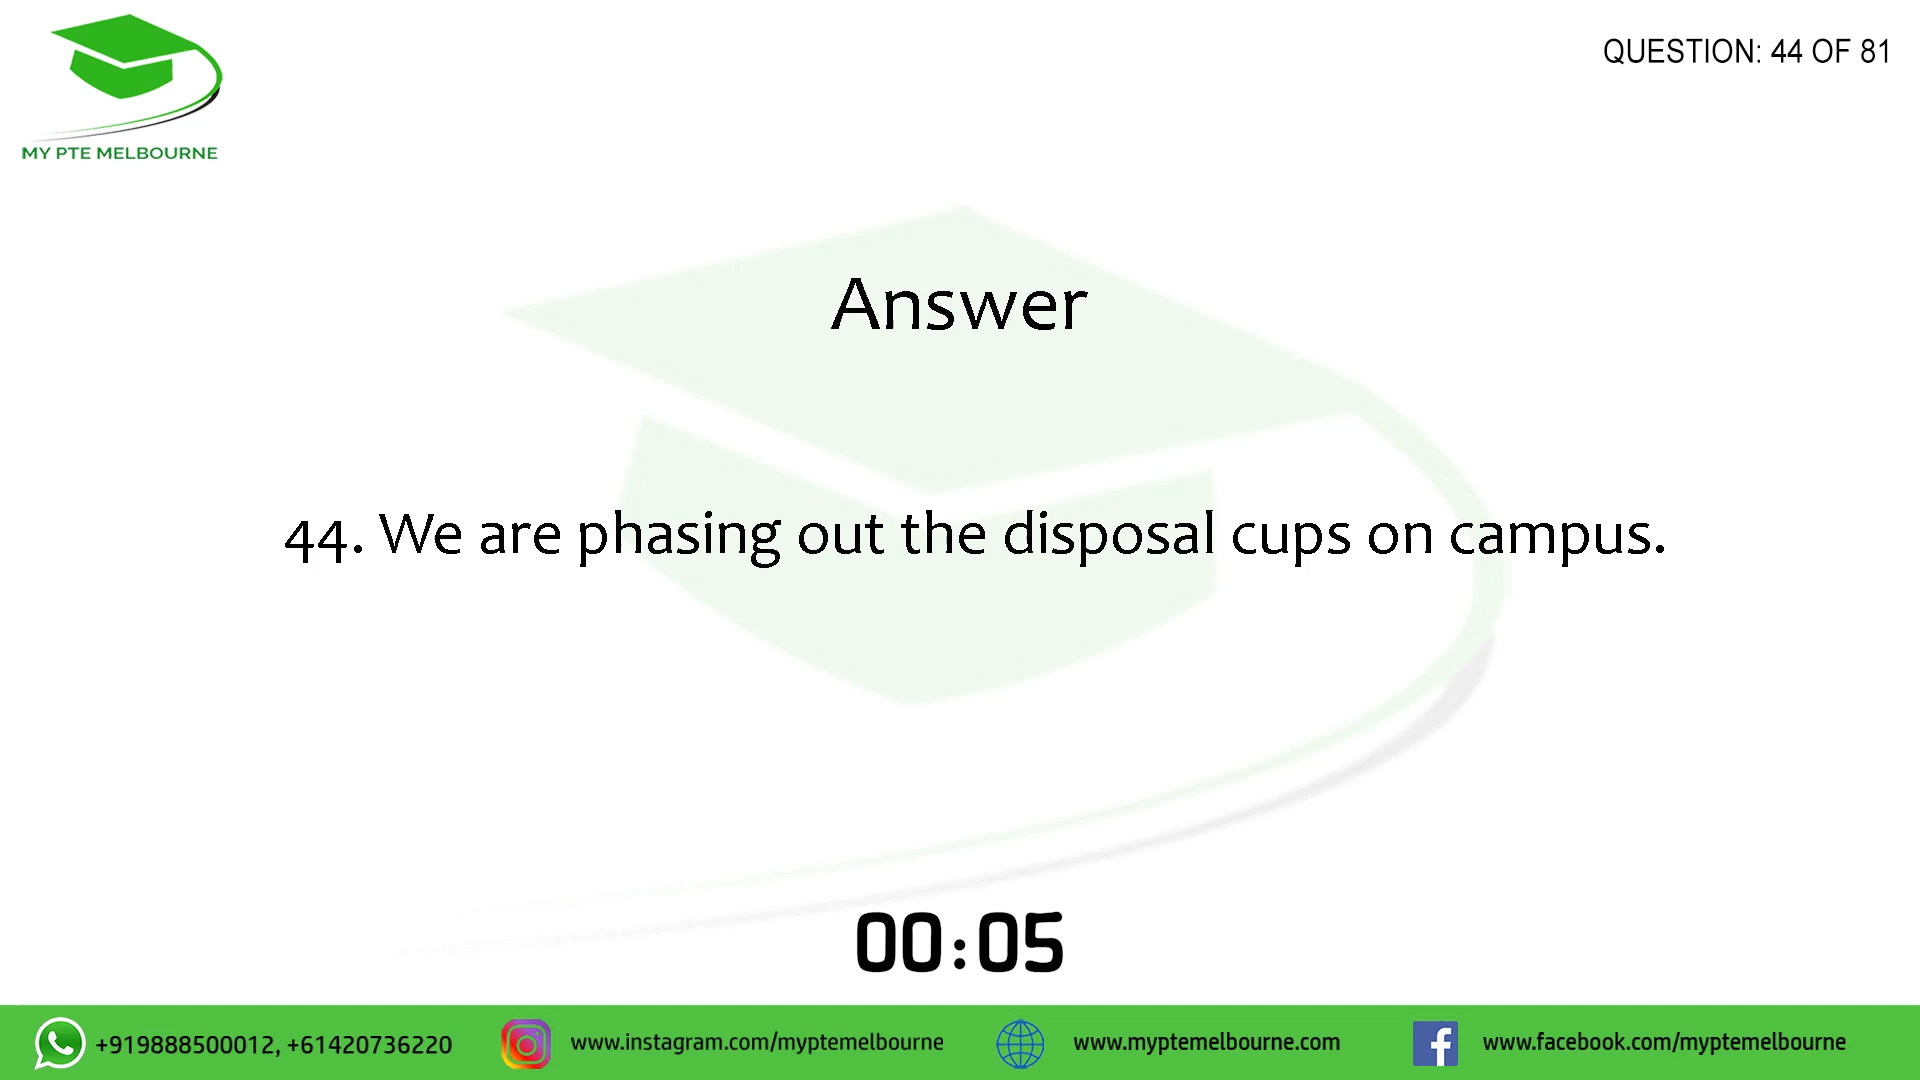 QUESTION: 44 OF 81
MY PTE MELBOURNE
Answer
44. We are phasing out the disposal cups on campus.
00:05
+919888500012, +61420736220
www.instagram.com/myptemelbourne
www.myptemelbourne.com
www.facebook.com/myptemelbourne